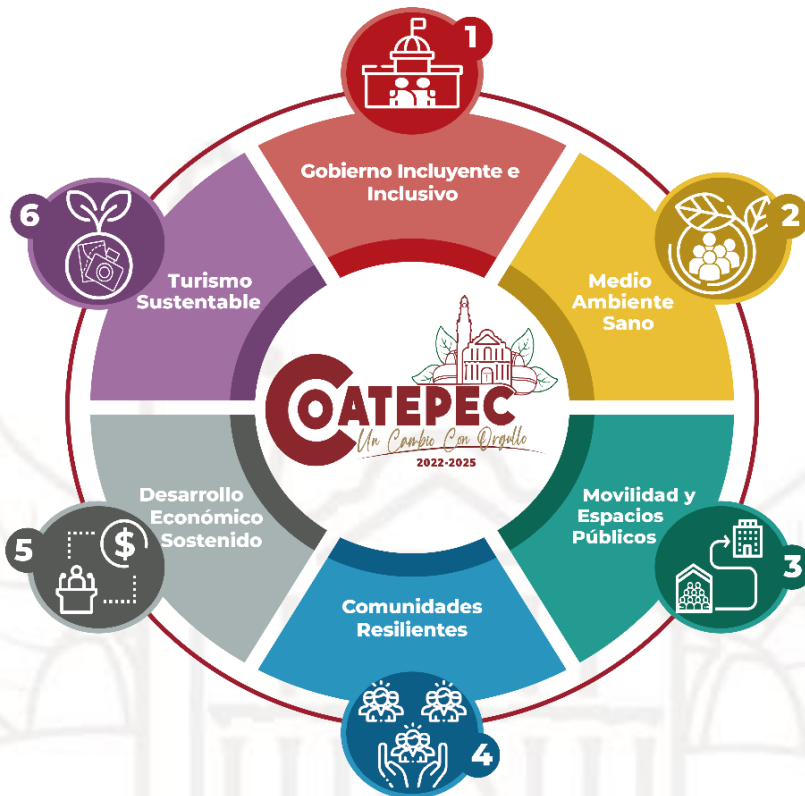 1
Gobierno Incluyente e
Inclusivo
2
Medio
Ambiente
Sano
3
Movilidad y
Espacios
Públicos
4
Comunidades
Resilientes
5
Desarrollo
Económico
Sostenido
$
6
Turismo
Sustentable
COATEPEC
Un Cambio Con Orgullo
2022-2025